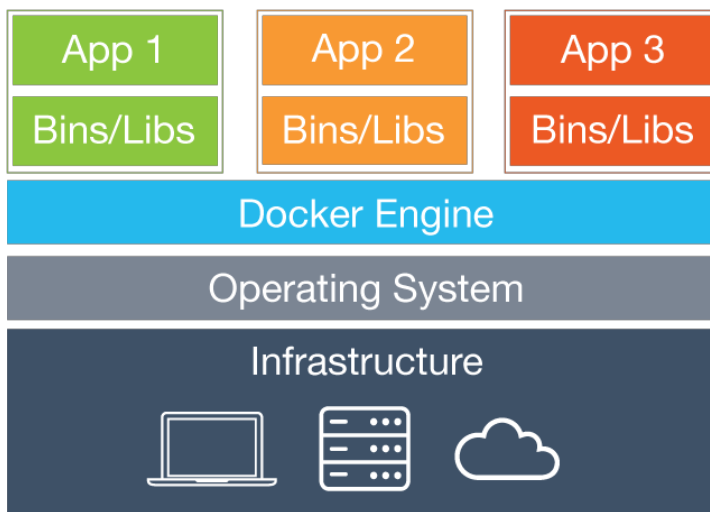 App 1
App 2
App 3
Bins/Libs
Bins/Libs
Bins/Libs
Docker Engine
Operating System
Infrastructure